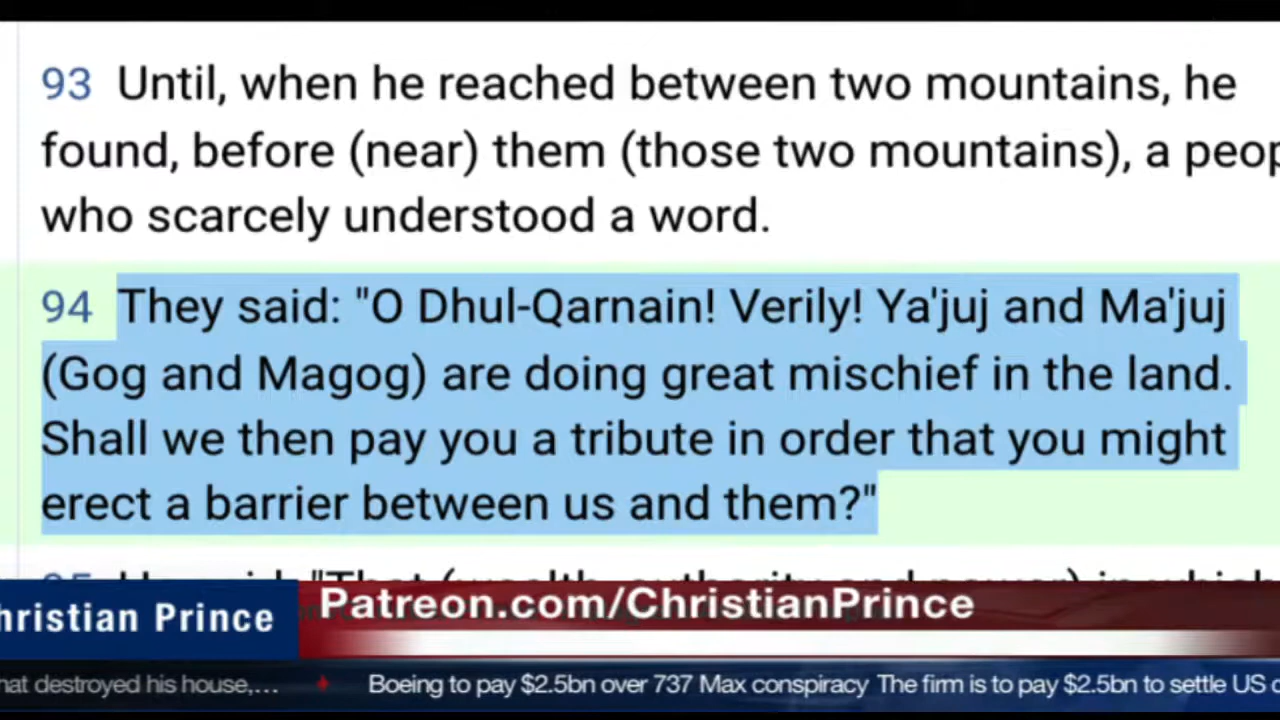 93 Until, when he reached between two mountains, he
found, before (near) them (those two mountains), a peop
who scarcely understood a word.
94 They said: "O Dhul-Qarnain! Verily! Ya'juj and Ma'juj
(Gog and Magog) are doing great mischief in the land.
Shall we then pay you a tribute in order that you might
erect a barrier between us and them?"
hristian Prince
Patreon.com/ChristianPrince
hat destroyed his house,... Boeing to pay $2.5bn over 737 Max conspiracy The firm is to pay $2.5bn to settle US